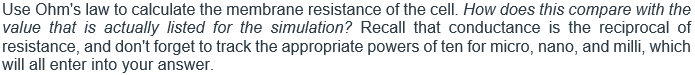 Use Ohm's law to calculate the membrane resistance of the cell. How does this compare with the
value that is actually listed for the simulation? Recall that conductance is the reciprocal of
resistance, and don't forget to track the appropriate powers of ten for micro, nano, and milli, which
will all enter into your answer.